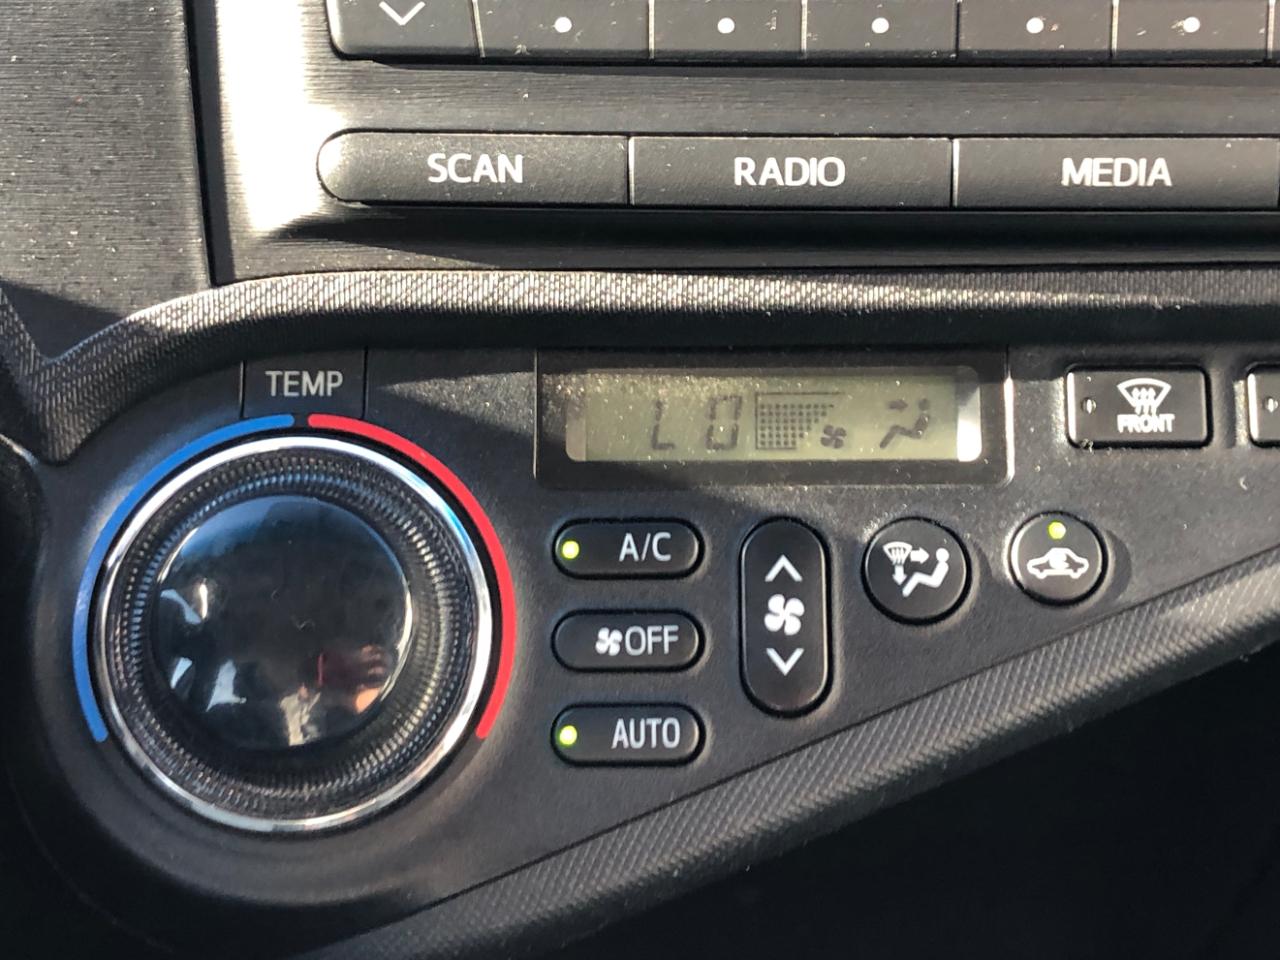 SCAN RADIO MEDIA
TEMP
LO
FRONT
A/C
OFF
AUTO